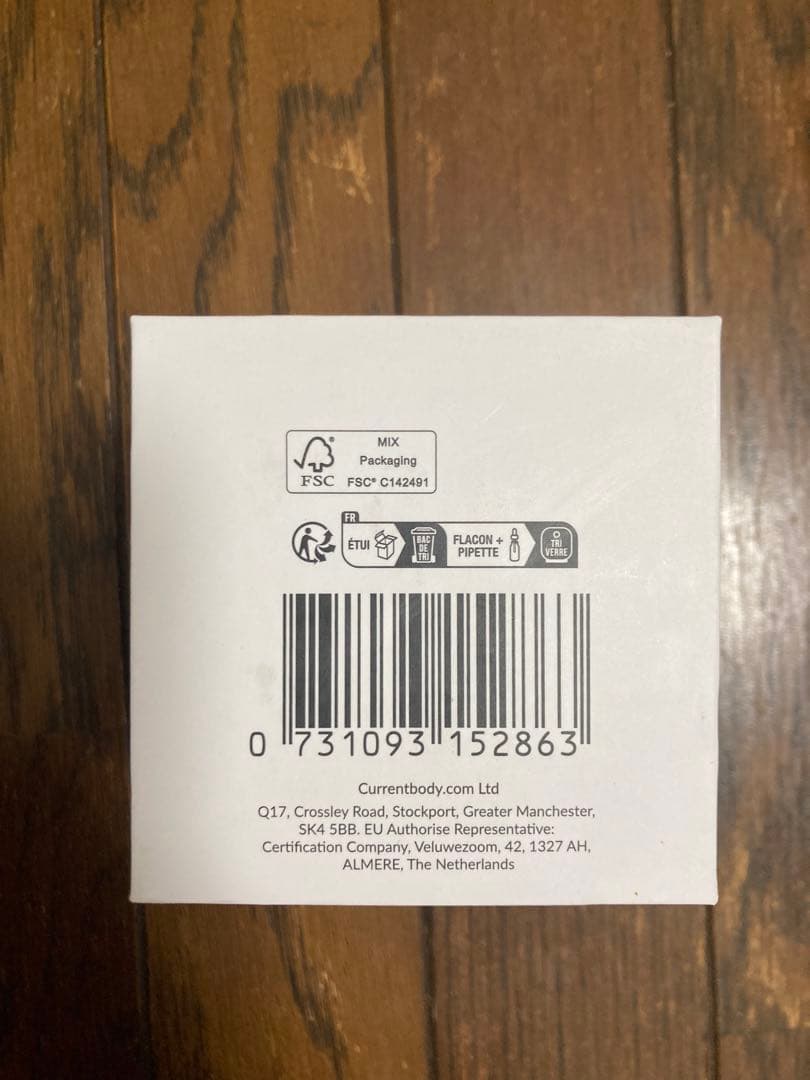 MIX
Packaging
FSC
FSC® C142491
FR
ÉTUI
BAC
DE
TRI
FLACON +
PIPETTE
TRI
VERRE
0 731093 152863
Currentbody.com Ltd
Q17, Crossley Road, Stockport, Greater Manchester,
SK4 5BB. EU Authorise Representative:
Certification Company, Veluwezoom, 42, 1327 AH,
ALMERE, The Netherlands